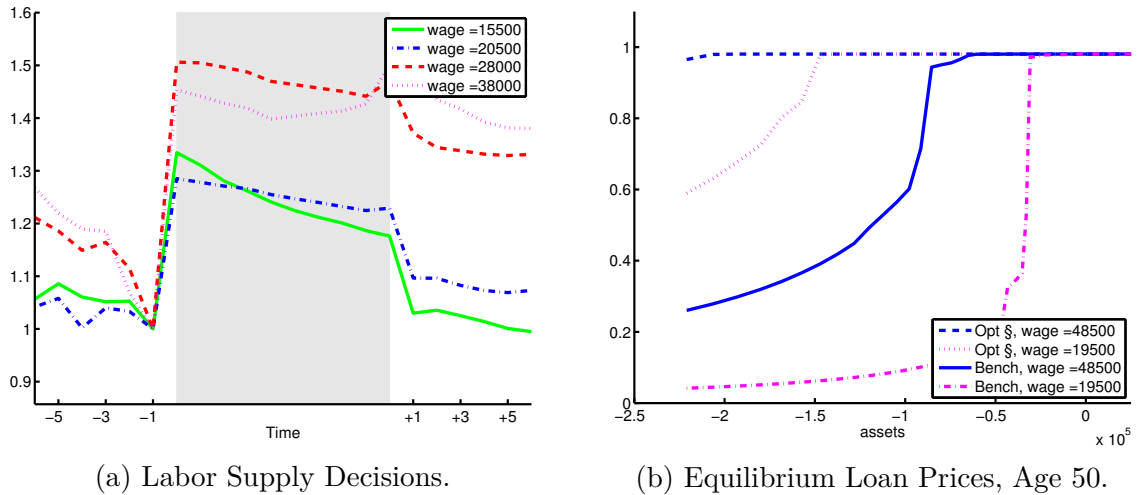 1.6
1.5
1.4
1.3
1.2
1.1
1
0.9
−5 −3 −1 +1 +3 +5
Time
wage =15500
wage =20500
wage =28000
wage =38000
(a) Labor Supply Decisions.
1
0.8
0.6
0.4
0.2
0
−2.5 −2 −1.5 −1 −0.5 0
x 10^5
assets
Opt §, wage =48500
Opt §, wage =19500
Bench, wage =48500
Bench, wage =19500
(b) Equilibrium Loan Prices, Age 50.